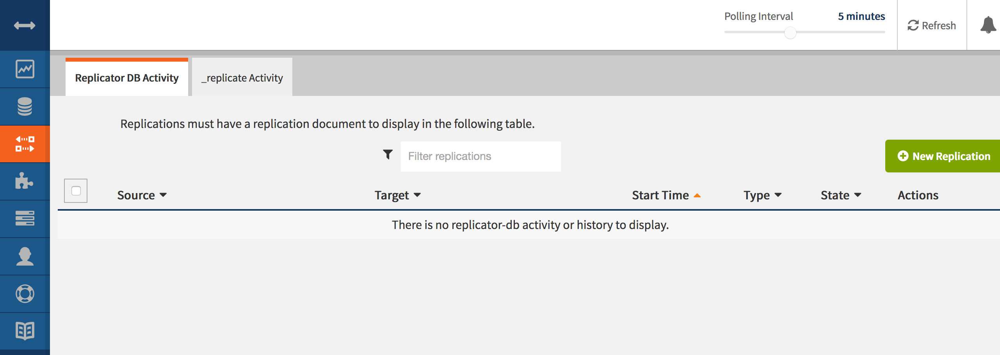 Polling Interval 5 minutes
Refresh
Replicator DB Activity
_replicate Activity
Replications must have a replication document to display in the following table.
Filter replications
New Replication
Source Target Start Time Type State Actions
There is no replicator-db activity or history to display.